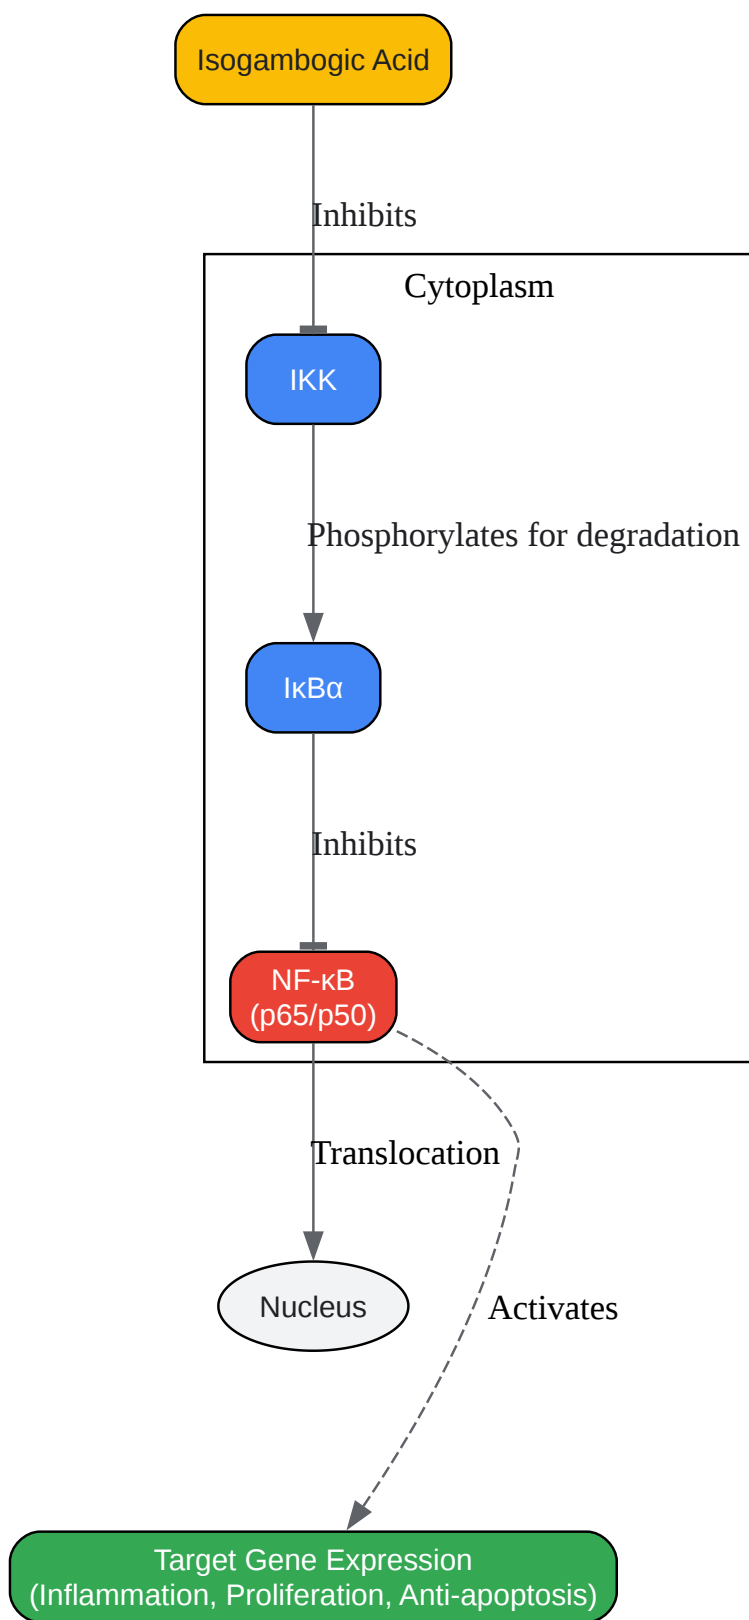 Isogambogic Acid
Inhibits
Cytoplasm
IKK
Phosphorylates for degradation
IκBα
Inhibits
NF-κB
(p65/p50)
Translocation
Nucleus
Activates
Target Gene Expression
(Inflammation, Proliferation, Anti-apoptosis)